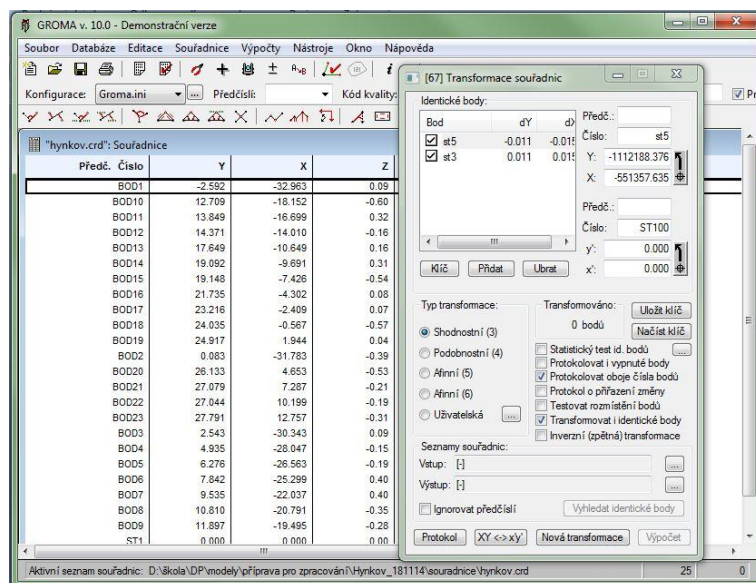 GROMA v. 10.0 - Demonstrační verze
Soubor Databáze Editace Souřadnice Výpočty Nástroje Okno Nápověda
Konfigurace: Groma.ini ... Předčíslí: Kód kvality: Př
"hynkov.crd": Souřadnice
Předč. Číslo Y X Z
BOD1 -2.592 -32.963 0.09
BOD10 12.709 -18.152 -0.60
BOD11 13.849 -16.699 0.32
BOD12 14.371 -14.010 -0.16
BOD13 17.649 -10.649 0.16
BOD14 19.092 -9.691 0.31
BOD15 19.148 -7.426 -0.54
BOD16 21.735 -4.302 0.08
BOD17 23.216 -2.409 0.07
BOD18 24.035 -0.567 -0.57
BOD19 24.917 1.944 0.04
BOD2 0.083 -31.783 -0.39
BOD20 26.133 4.653 -0.53
BOD21 27.079 7.287 -0.21
BOD22 27.044 10.199 -0.19
BOD23 27.791 12.757 -0.31
BOD3 2.543 -30.343 0.09
BOD4 4.935 -28.047 -0.15
BOD5 6.276 -26.563 -0.19
BOD6 7.842 -25.299 0.40
BOD7 9.535 -22.037 0.40
BOD8 10.810 -20.791 -0.35
BOD9 11.897 -19.495 -0.28
ST1 0.000 0.000 0.00
[67] Transformace souřadnic
Identické body:
Bod dY dX
st5 -0.011 -0.015
st3 0.011 0.015
Klíč Přidat Ubrat
Předč.:
Číslo: st5
Y: -1112188.376
X: -551357.635
Předč.:
Číslo: ST100
y': 0.000
x': 0.000
Typ transformace:
Shodnostní (3)
Podobnostní (4)
Afinní (5)
Afinní (6)
Uživatelská ...
Transformováno:
0 bodů
Uložit klíč
Načíst klíč
Statistický test id. bodů ...
Protokolovat i vypnuté body
Protokolovat oboje čísla bodů
Protokol o přiřazení změny
Testovat rozmístění bodů
Transformovat i identické body
Inverzní (zpětná) transformace
Seznamy souřadnic:
Vstup: [-] ...
Výstup: [-] ...
Ignorovat předčíslí Vyhledat identické body
Protokol XY <-> x'y' Nová transformace Výpočet
Aktivní seznam souřadnic: D:\škola\DP\modely\příprava pro zpracování\Hynkov_181114\souradnice\hynkov.crd 25 0